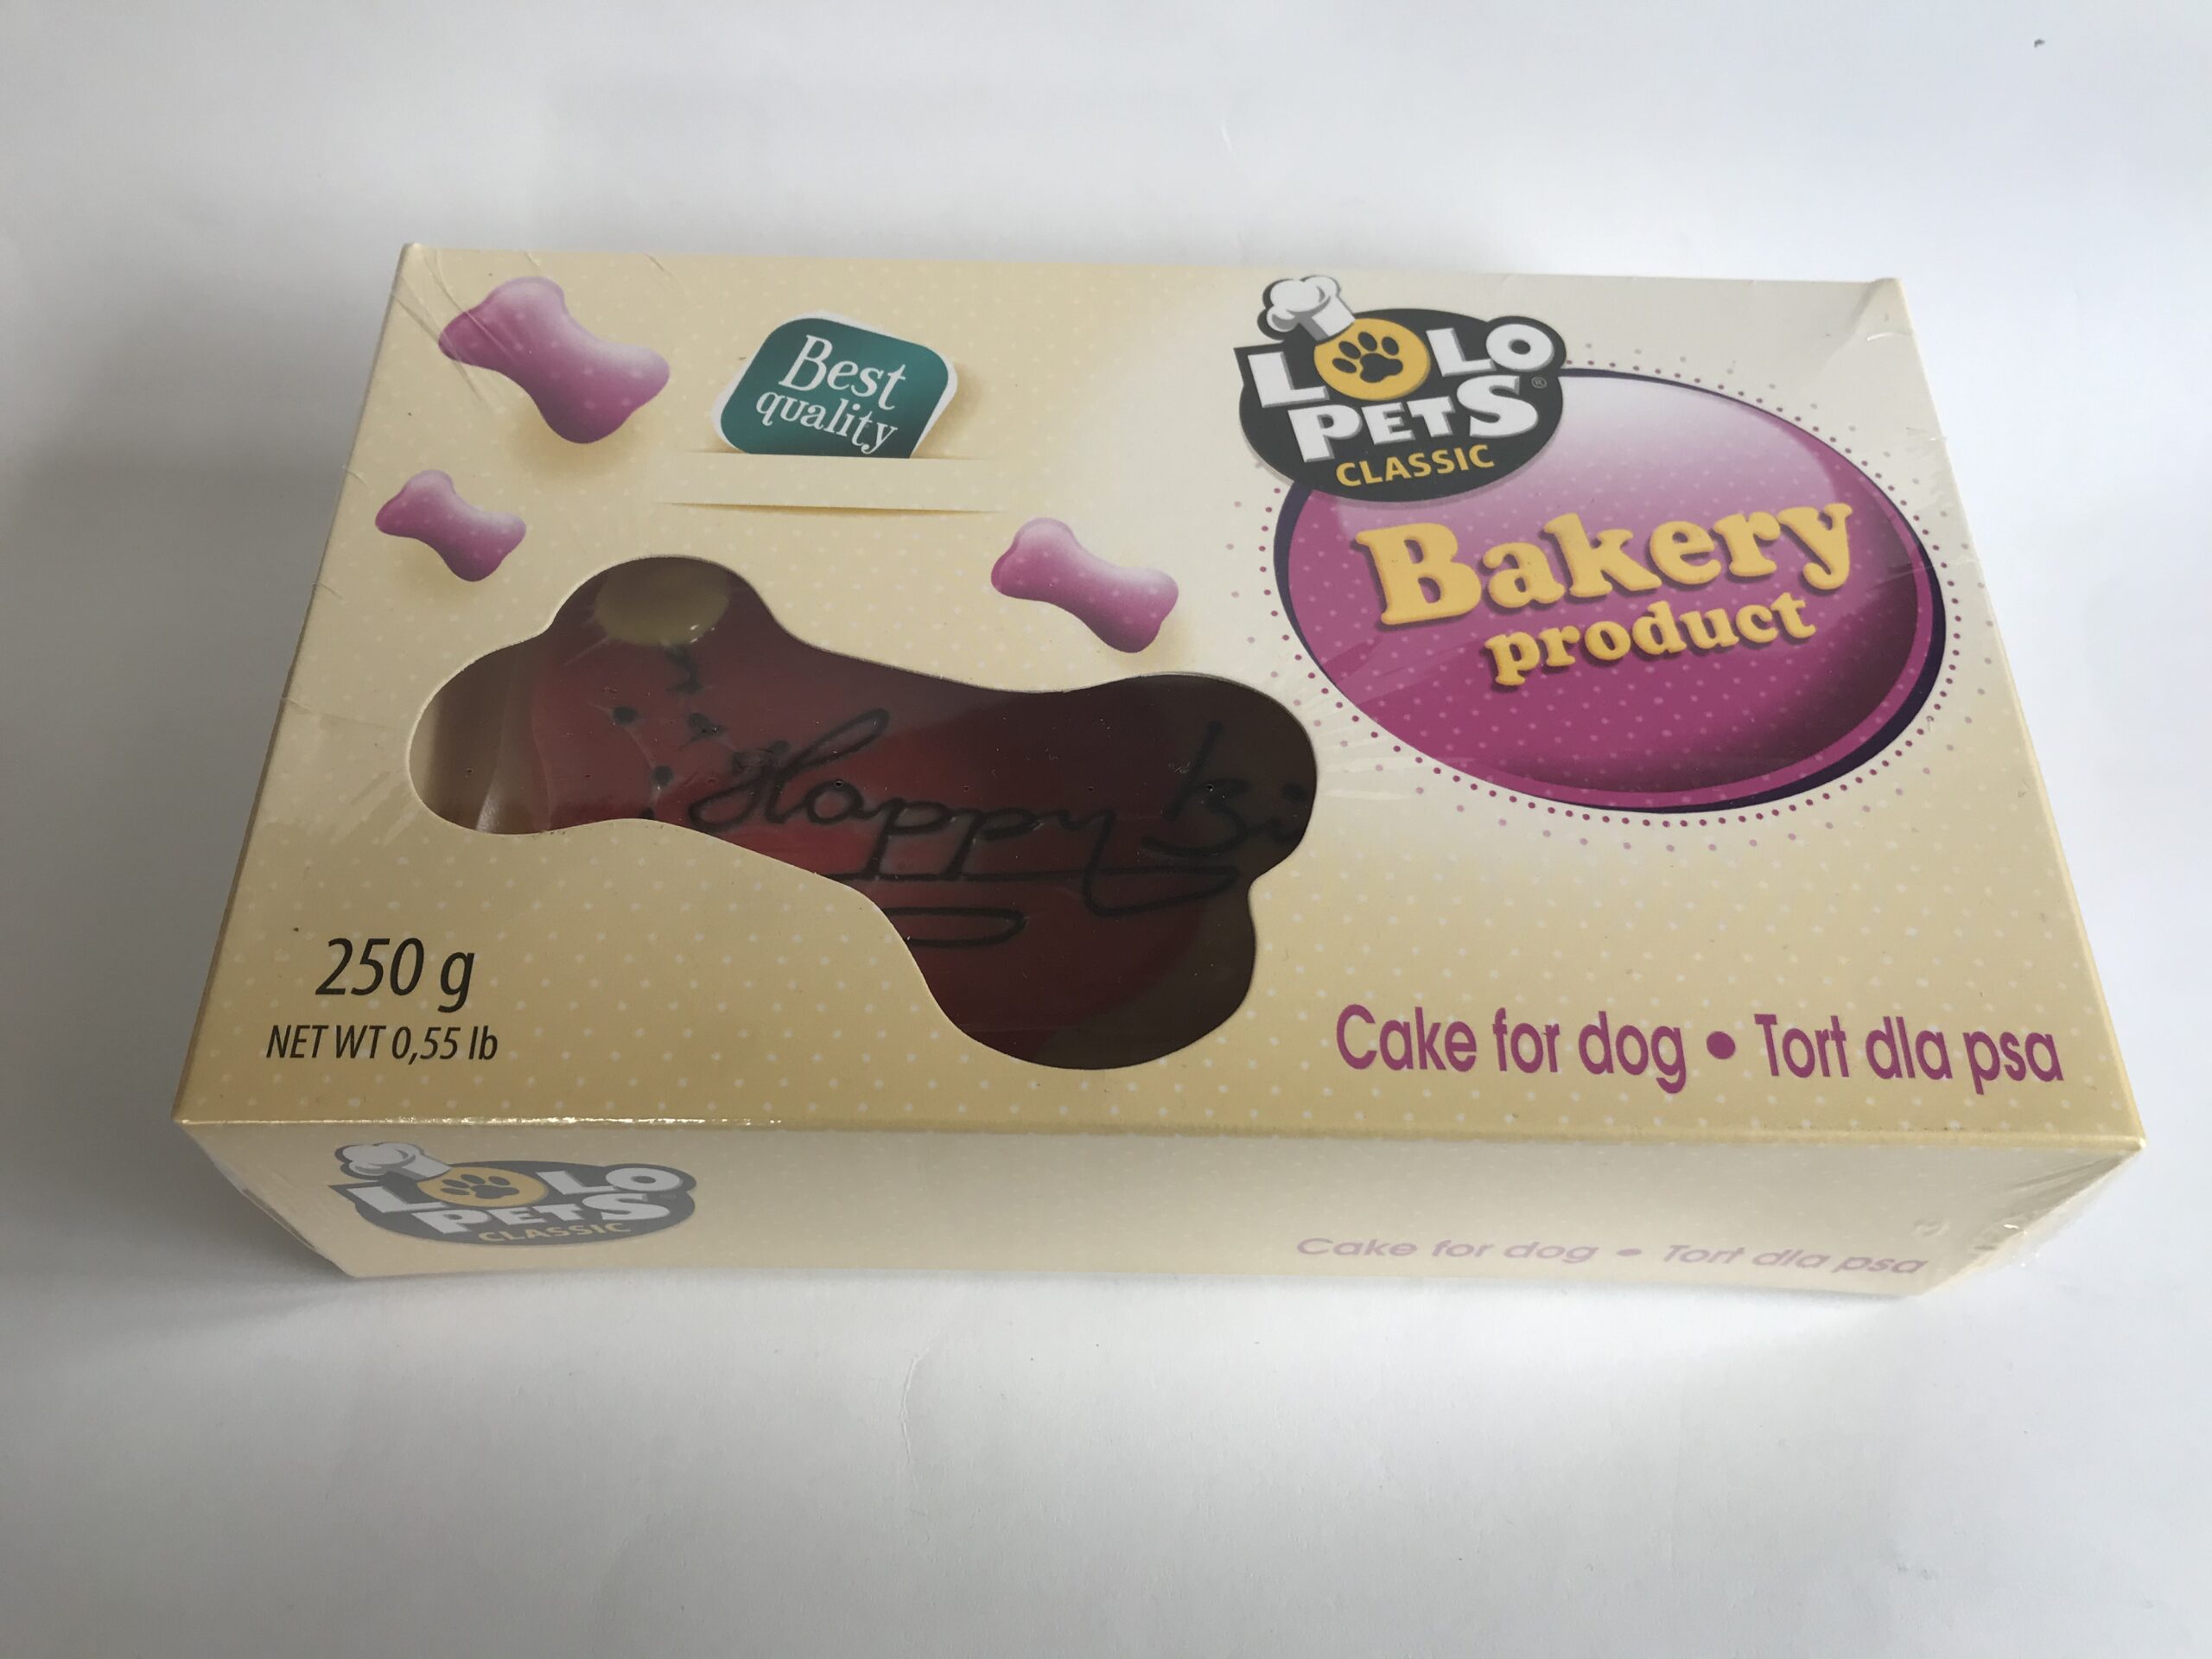 Best
quality
LOLO
PETS®
CLASSIC
Bakery
product
Happy Bi
250 g
NET WT 0,55 lb
Cake for dog • Tort dla psa
LOLO
PETS
CLASSIC
Cake for dog • Tort dla psa